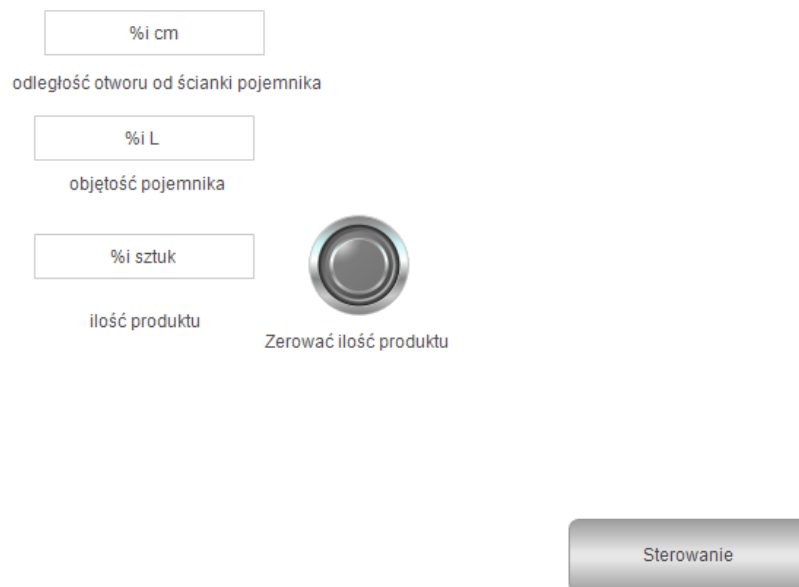 %i cm
odległość otworu od ścianki pojemnika
%i L
objętość pojemnika
%i sztuk
ilość produktu
Zerować ilość produktu
Sterowanie